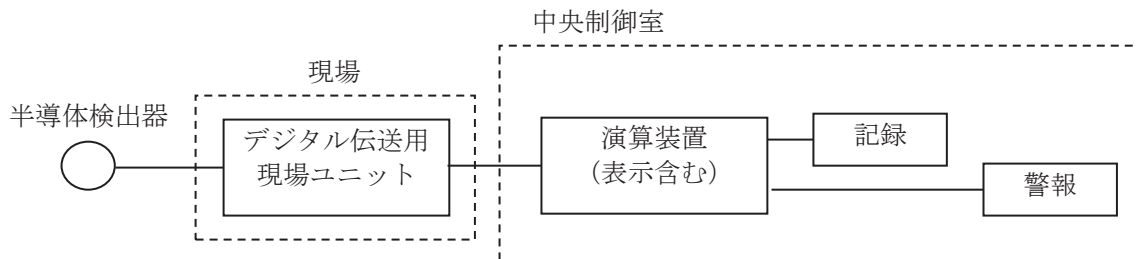 中央制御室
現場
半導体検出器
デジタル伝送用
現場ユニット
演算装置
（表示含む）
記録
警報